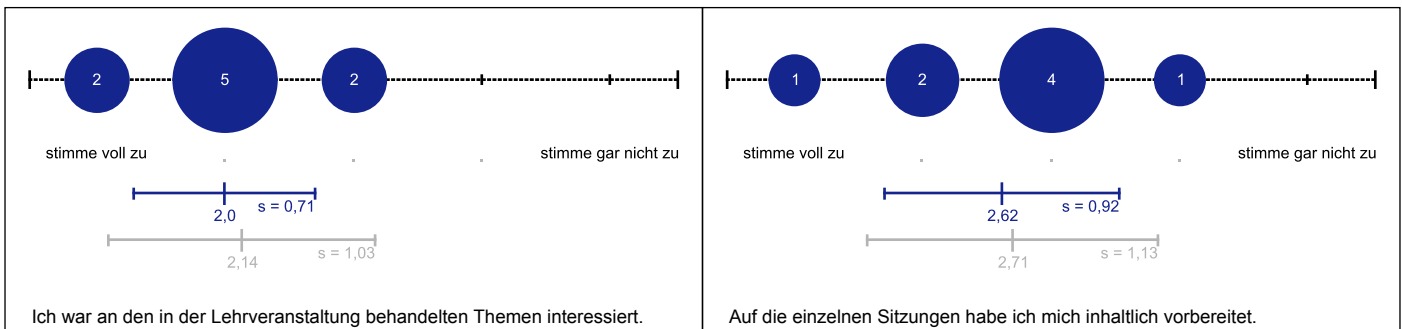 2
5
2
stimme voll zu
.
.
.
stimme gar nicht zu
s = 0,71
2,0
s = 1,03
2,14
Ich war an den in der Lehrveranstaltung behandelten Themen interessiert.
1
2
4
1
stimme voll zu
.
.
.
stimme gar nicht zu
s = 0,92
2,62
s = 1,13
2,71
Auf die einzelnen Sitzungen habe ich mich inhaltlich vorbereitet.